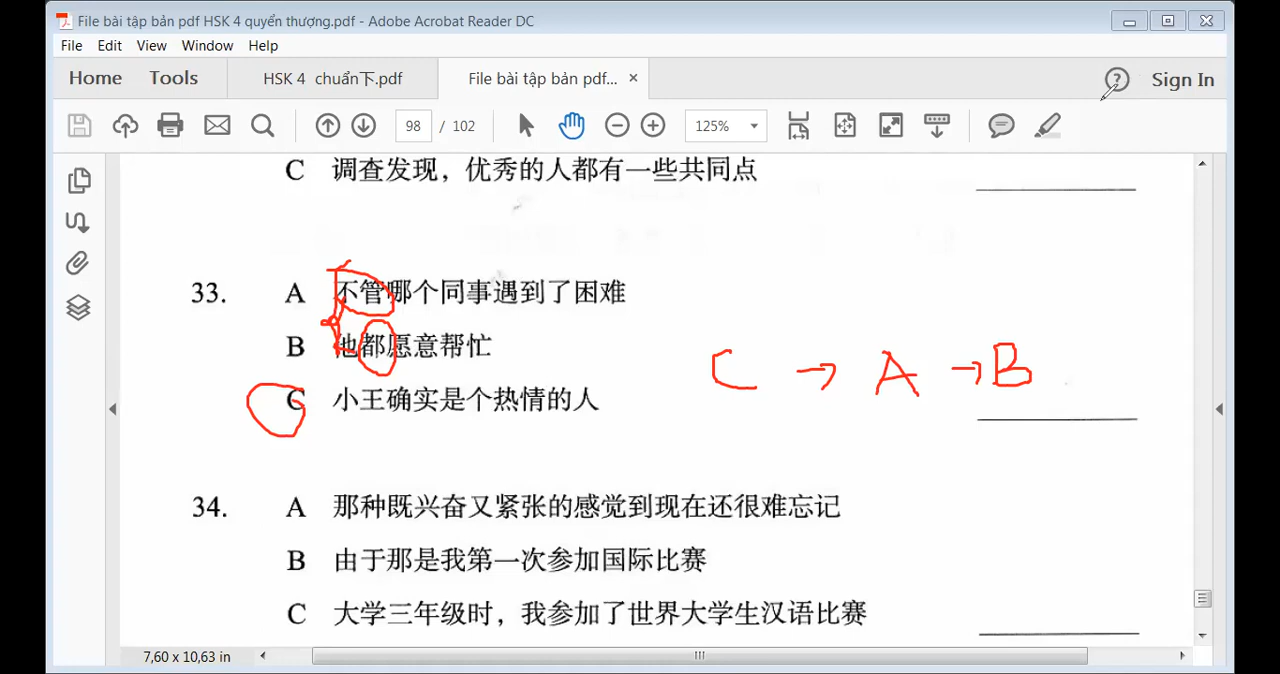 File bài tập bản pdf HSK 4 quyển thượng.pdf - Adobe Acrobat Reader DC
File Edit View Window Help
Home Tools HSK 4 chuẩn下.pdf File bài tập bản pdf... × Sign In
98 / 102 125%
C 调查发现，优秀的人都有一些共同点
33. A 不管哪个同事遇到了困难
B 他都愿意帮忙
C → A → B
C 小王确实是个热情的人
34. A 那种既兴奋又紧张的感觉到现在还很难忘记
B 由于那是我第一次参加国际比赛
C 大学三年级时，我参加了世界大学生汉语比赛
7,60 x 10,63 in